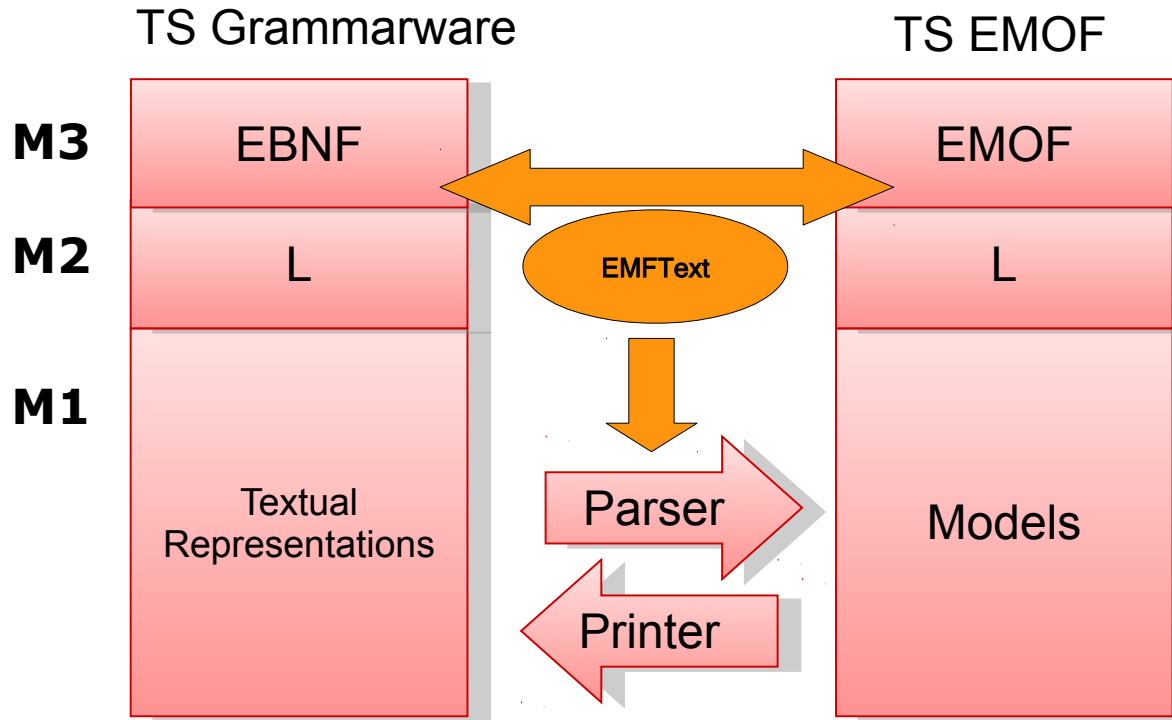 TS Grammarware
TS EMOF
M3
EBNF
EMOF
M2
L
EMFText
L
M1
Textual
Representations
Parser
Models
Printer